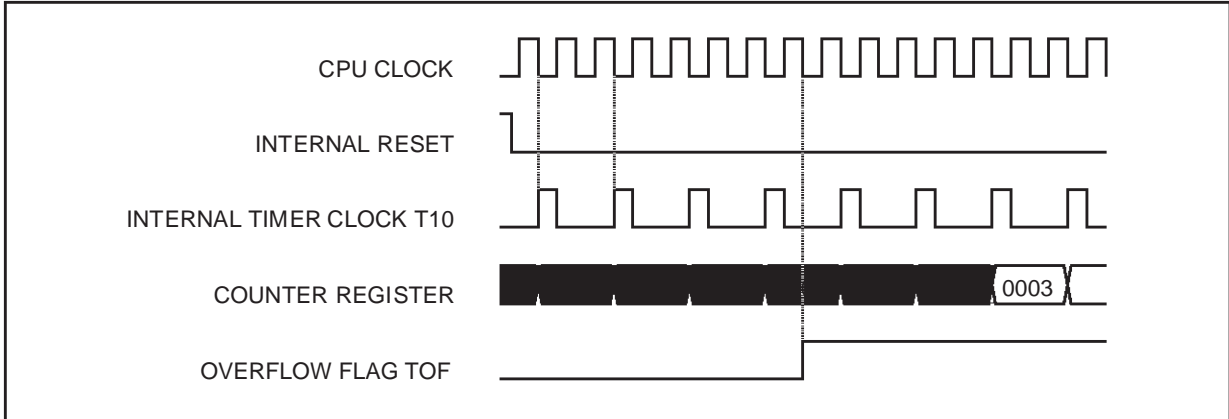 CPU CLOCK
INTERNAL RESET
INTERNAL TIMER CLOCK T10
COUNTER REGISTER
0003
OVERFLOW FLAG TOF